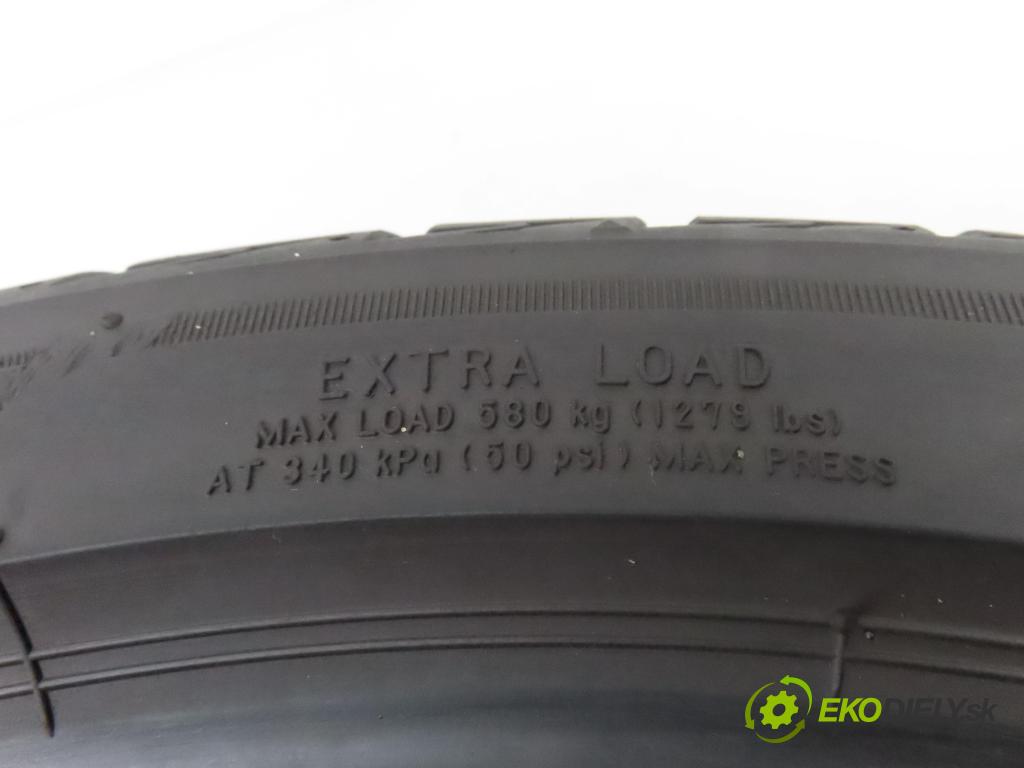 EXTRA LOAD
MAX LOAD 580 kg (1279 lbs)
AT 340 kPa (50 psi) MAX PRESS
EKODIELY.sk